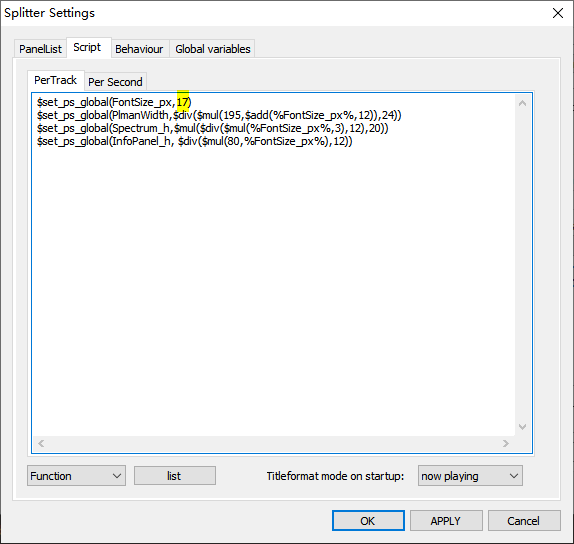 Splitter Settings
PanelList Script Behaviour Global variables
PerTrack Per Second
$set_ps_global(FontSize_px,17)
$set_ps_global(PlmanWidth,$div($mul(195,$add(%FontSize_px%,12)),24))
$set_ps_global(Spectrum_h,$mul($div($mul(%FontSize_px%,3),12),20))
$set_ps_global(InfoPanel_h, $div($mul(80,%FontSize_px%),12))
Function list Titleformat mode on startup: now playing
OK APPLY Cancel